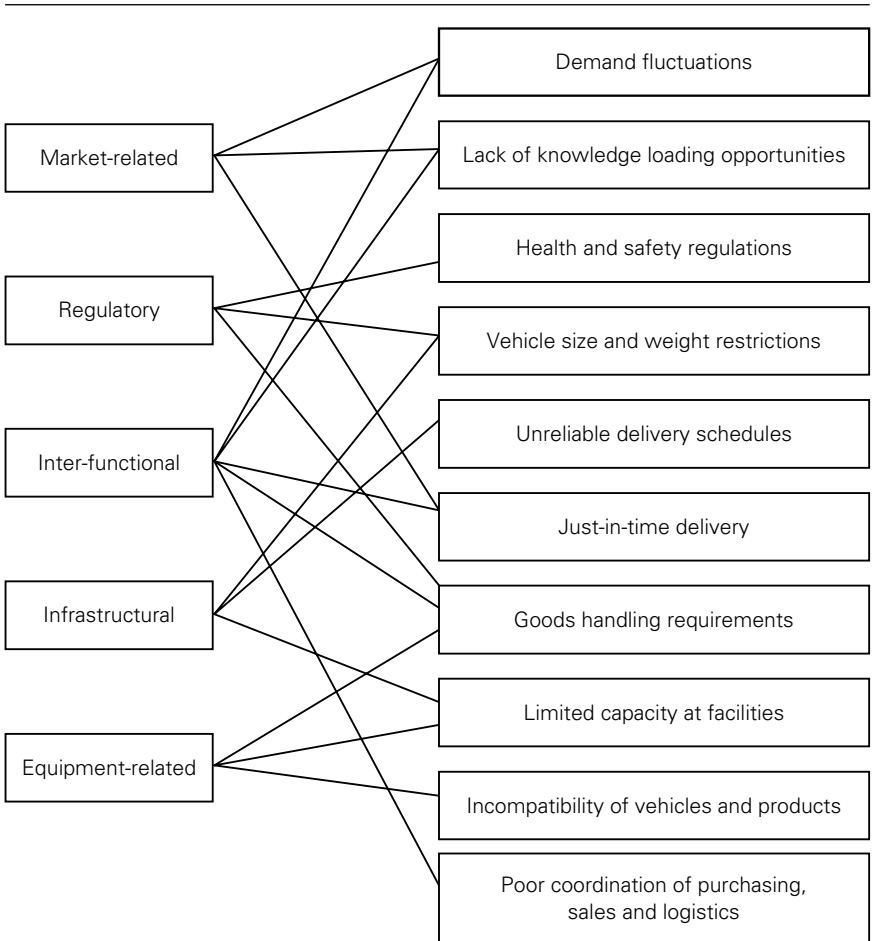 Market-related
Regulatory
Inter-functional
Infrastructural
Equipment-related
Demand fluctuations
Lack of knowledge loading opportunities
Health and safety regulations
Vehicle size and weight restrictions
Unreliable delivery schedules
Just-in-time delivery
Goods handling requirements
Limited capacity at facilities
Incompatibility of vehicles and products
Poor coordination of purchasing,
sales and logistics